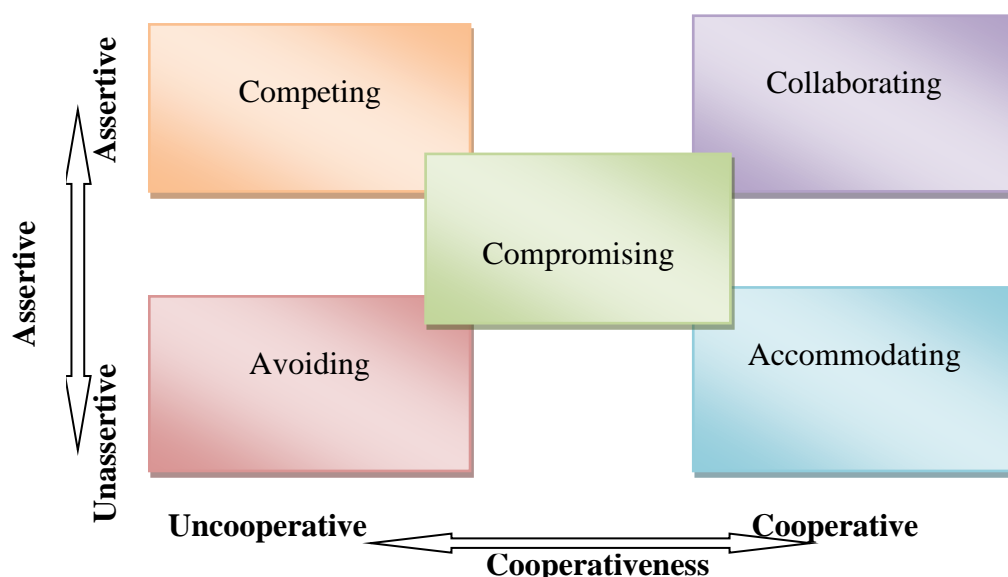 Assertive
Assertive
Unassertive
Competing
Collaborating
Compromising
Avoiding
Accommodating
Uncooperative
Cooperative
Cooperativeness